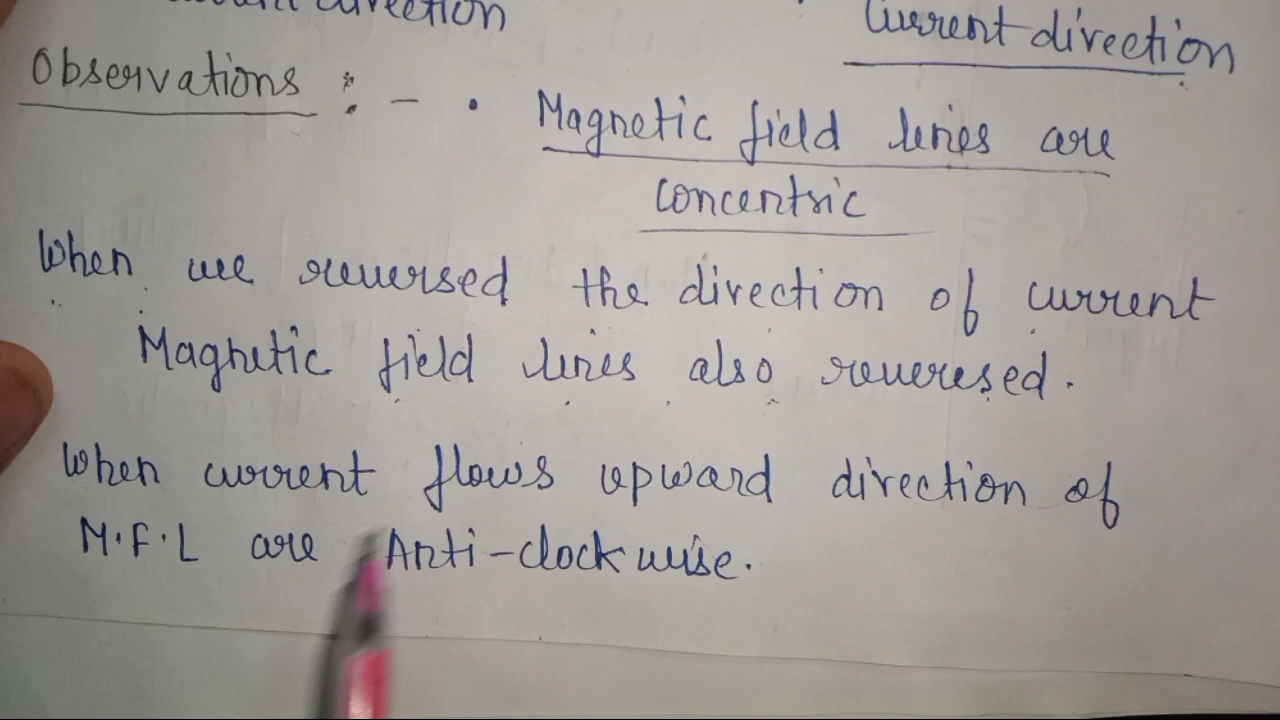 direction
Current direction
Observations :- • Magnetic field lines are
concentric
When we reversed the direction of current
Magnetic field lines also reveresed.
When current flows upward direction of
M.F.L are Anti-clockwise.